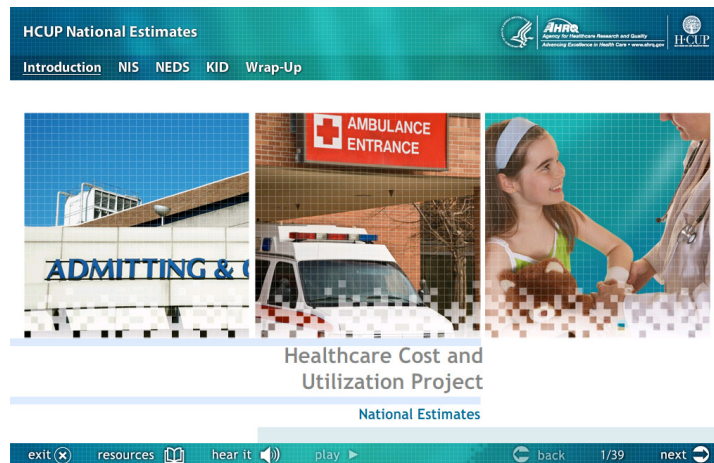 HCUP National Estimates
AHRQ
Agency for Healthcare Research and Quality
Advancing Excellence in Health Care • www.ahrq.gov
H·CUP
Introduction NIS NEDS KID Wrap-Up
AMBULANCE
ENTRANCE
ADMITTING &
Healthcare Cost and
Utilization Project
National Estimates
exit resources hear it play back 1/39 next